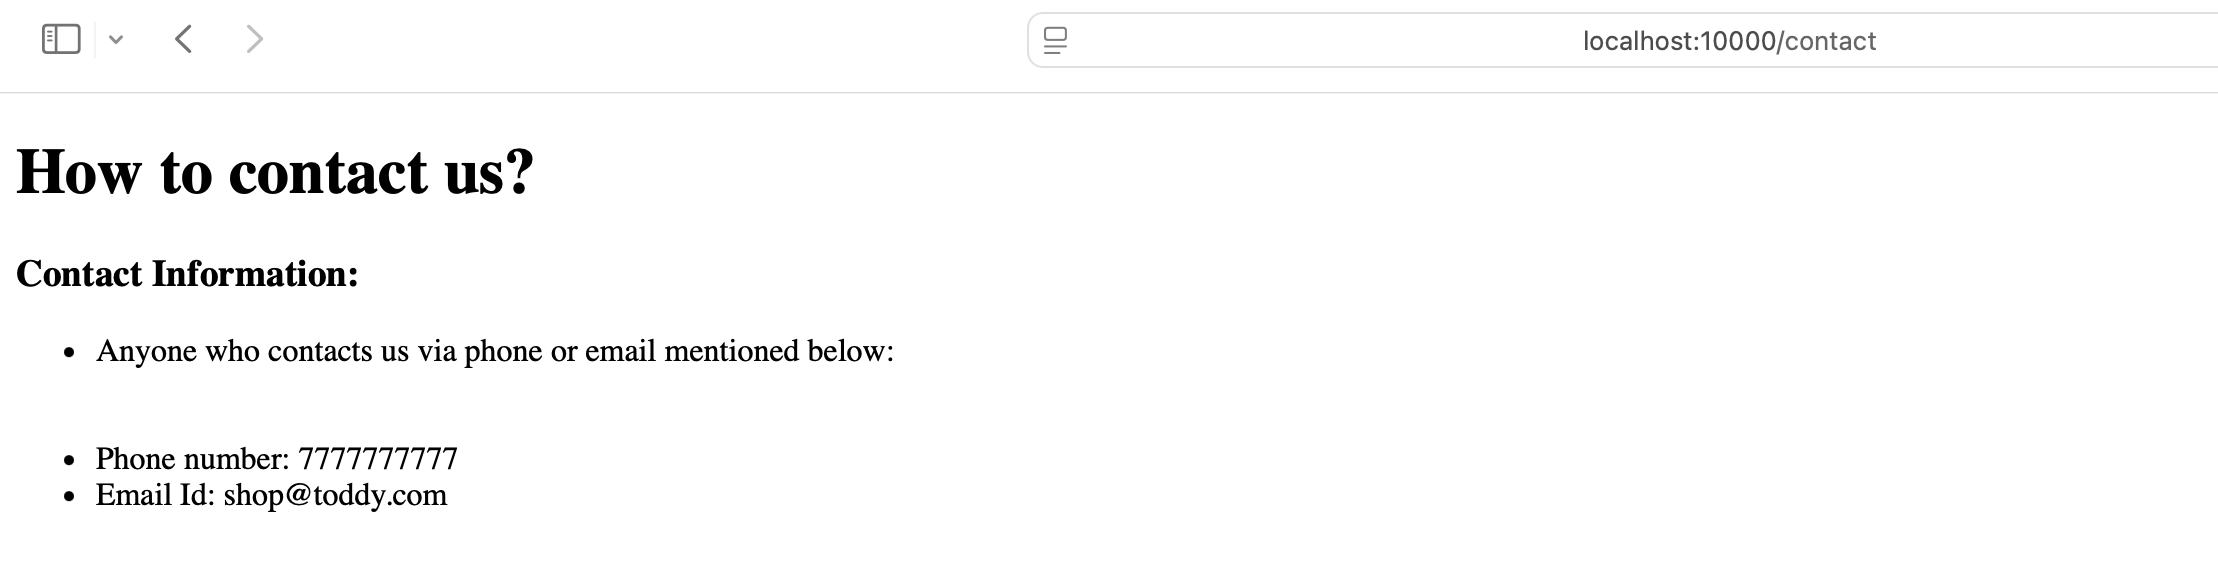 localhost:10000/contact
How to contact us?
Contact Information:
• Anyone who contacts us via phone or email mentioned below:
• Phone number: 7777777777
• Email Id: shop@toddy.com